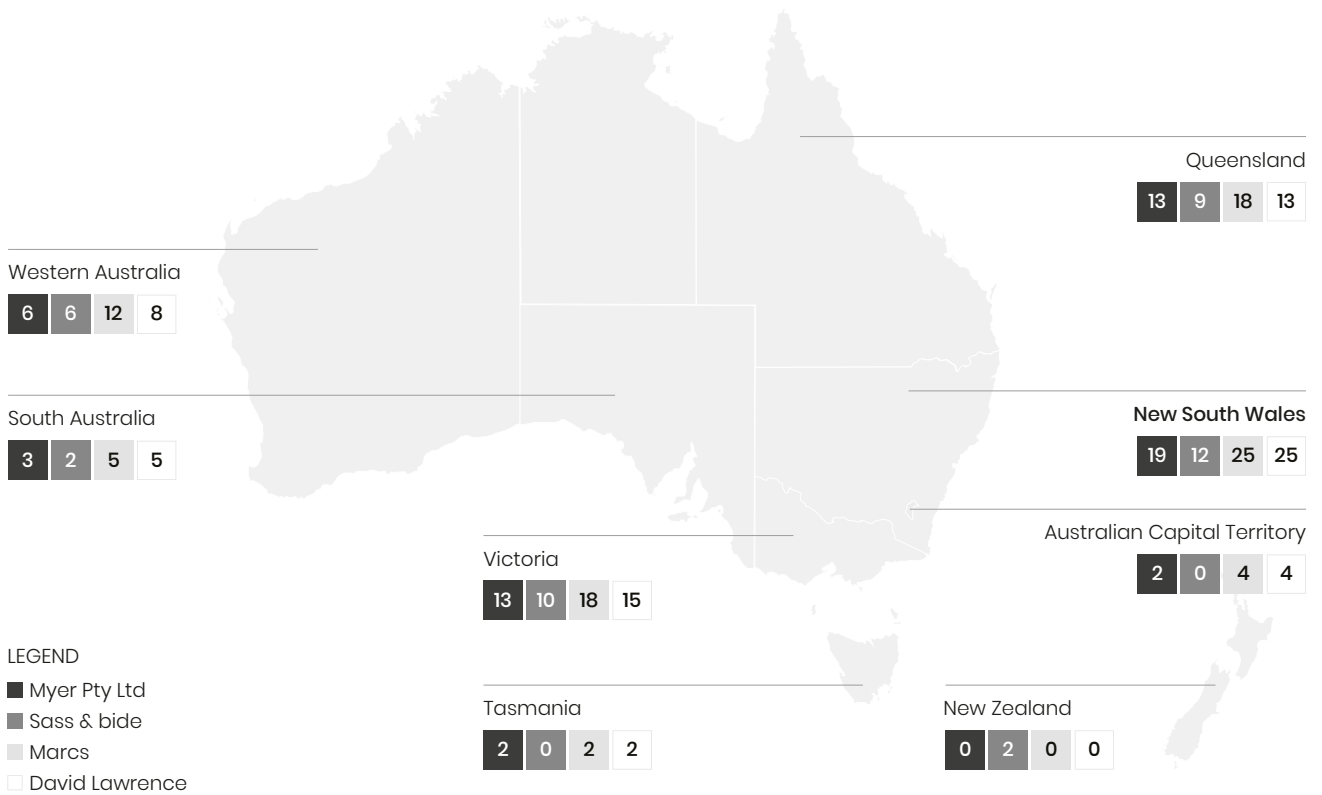 Queensland
13 9 18 13
Western Australia
6 6 12 8
South Australia
3 2 5 5
New South Wales
19 12 25 25
Australian Capital Territory
2 0 4 4
Victoria
13 10 18 15
Tasmania
2 0 2 2
New Zealand
0 2 0 0
LEGEND
Myer Pty Ltd
Sass & bide
Marcs
David Lawrence